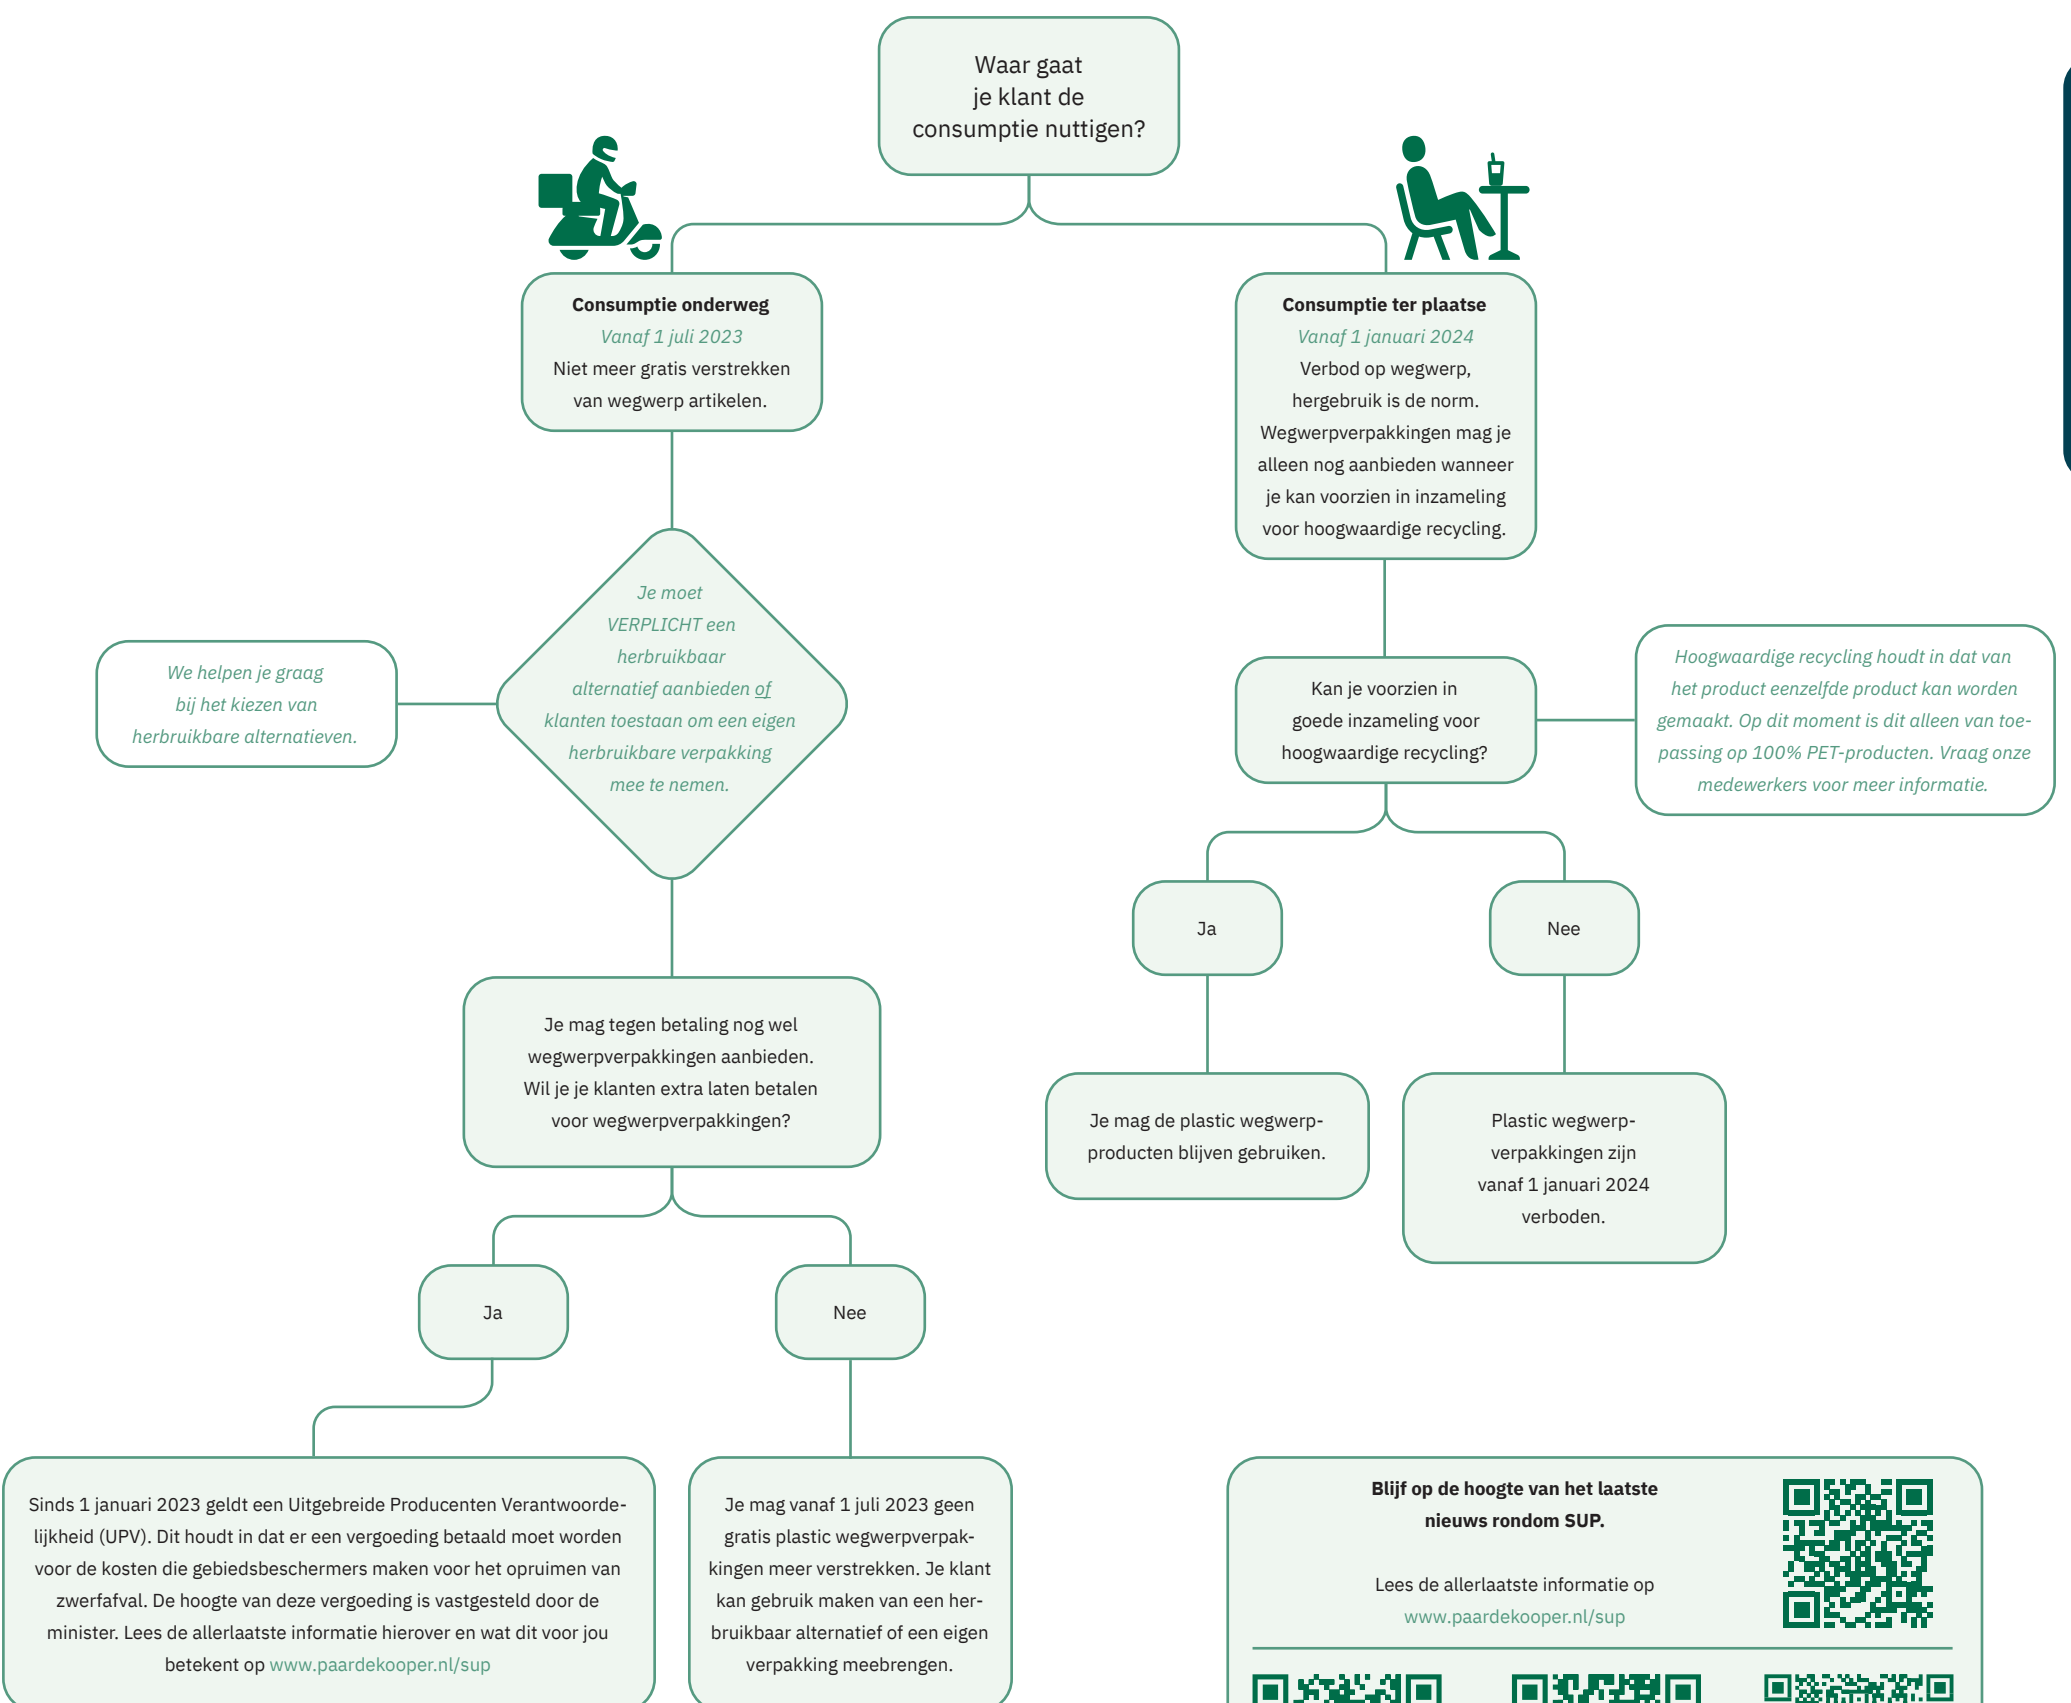 Waar gaat
je klant de
consumptie nuttigen?
Consumptie onderweg
Vanaf 1 juli 2023
Niet meer gratis verstrekken
van wegwerp artikelen.
Je moet
VERPLICHT een
herbruikbaar
alternatief aanbieden of
klanten toestaan om een eigen
herbruikbare verpakking
mee te nemen.
We helpen je graag
bij het kiezen van
herbruikbare alternatieven.
Je mag tegen betaling nog wel
wegwerpverpakkingen aanbieden.
Wil je je klanten extra laten betalen
voor wegwerpverpakkingen?
Ja
Nee
Sinds 1 januari 2023 geldt een Uitgebreide Producenten Verantwoorde-
lijkheid (UPV). Dit houdt in dat er een vergoeding betaald moet worden
voor de kosten die gebiedsbeschermers maken voor het opruimen van
zwerfafval. De hoogte van deze vergoeding is vastgesteld door de
minister. Lees de allerlaatste informatie hierover en wat dit voor jou
betekent op www.paardekooper.nl/sup
Je mag vanaf 1 juli 2023 geen
gratis plastic wegwerpverpak-
kingen meer verstrekken. Je klant
kan gebruik maken van een her-
bruikbaar alternatief of een eigen
verpakking meebrengen.
Consumptie ter plaatse
Vanaf 1 januari 2024
Verbod op wegwerp,
hergebruik is de norm.
Wegwerpverpakkingen mag je
alleen nog aanbieden wanneer
je kan voorzien in inzameling
voor hoogwaardige recycling.
Kan je voorzien in
goede inzameling voor
hoogwaardige recycling?
Hoogwaardige recycling houdt in dat van
het product eenzelfde product kan worden
gemaakt. Op dit moment is dit alleen van toe-
passing op 100% PET-producten. Vraag onze
medewerkers voor meer informatie.
Ja
Nee
Je mag de plastic wegwerp-
producten blijven gebruiken.
Plastic wegwerp-
verpakkingen zijn
vanaf 1 januari 2024
verboden.
Blijf op de hoogte van het laatste
nieuws rondom SUP.
Lees de allerlaatste informatie op
www.paardekooper.nl/sup